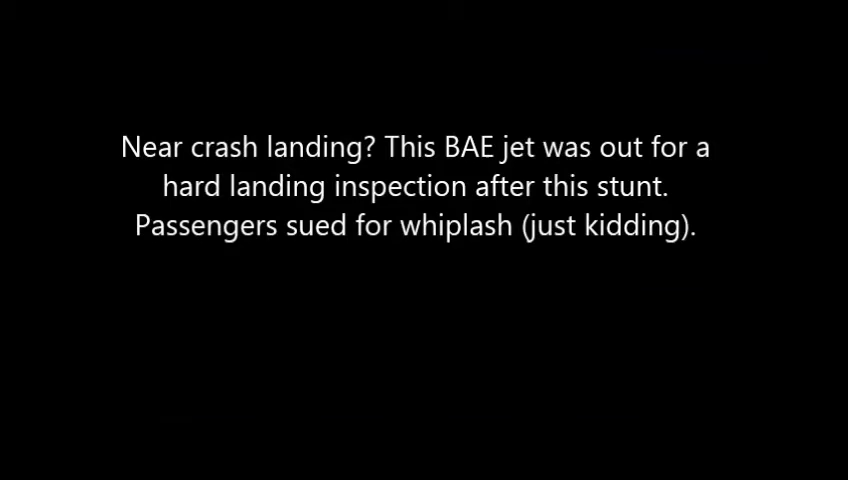 Near crash landing? This BAE jet was out for a
hard landing inspection after this stunt.
Passengers sued for whiplash (just kidding).